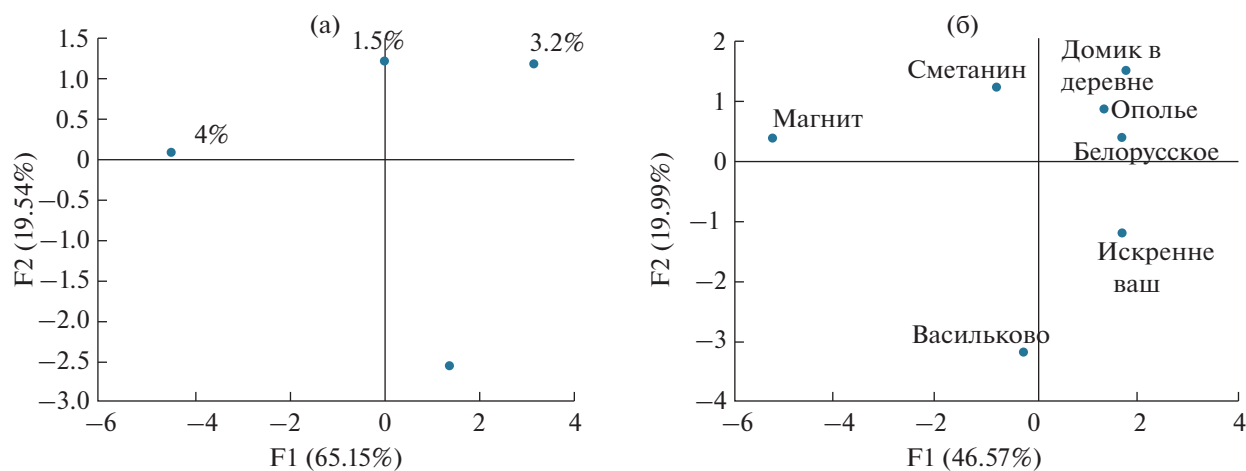 (а)
1.5%
3.2%
4%
1.5
1.0
0.5
0
−0.5
−1.0
−1.5
−2.0
−2.5
−3.0
F2 (19.54%)
−6
−4
−2
0
2
4
F1 (65.15%)
(б)
Домик в
деревне
Сметанин
Ополье
Магнит
Белорусское
Искренне
ваш
Васильково
2
1
0
−1
−2
−3
−4
F2 (19.99%)
−6
−4
−2
0
2
4
F1 (46.57%)